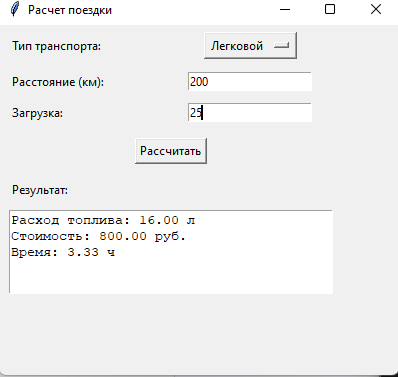 Расчет поездки
Тип транспорта: Легковой
Расстояние (км): 200
Загрузка: 25
Рассчитать
Результат:
Расход топлива: 16.00 л
Стоимость: 800.00 руб.
Время: 3.33 ч